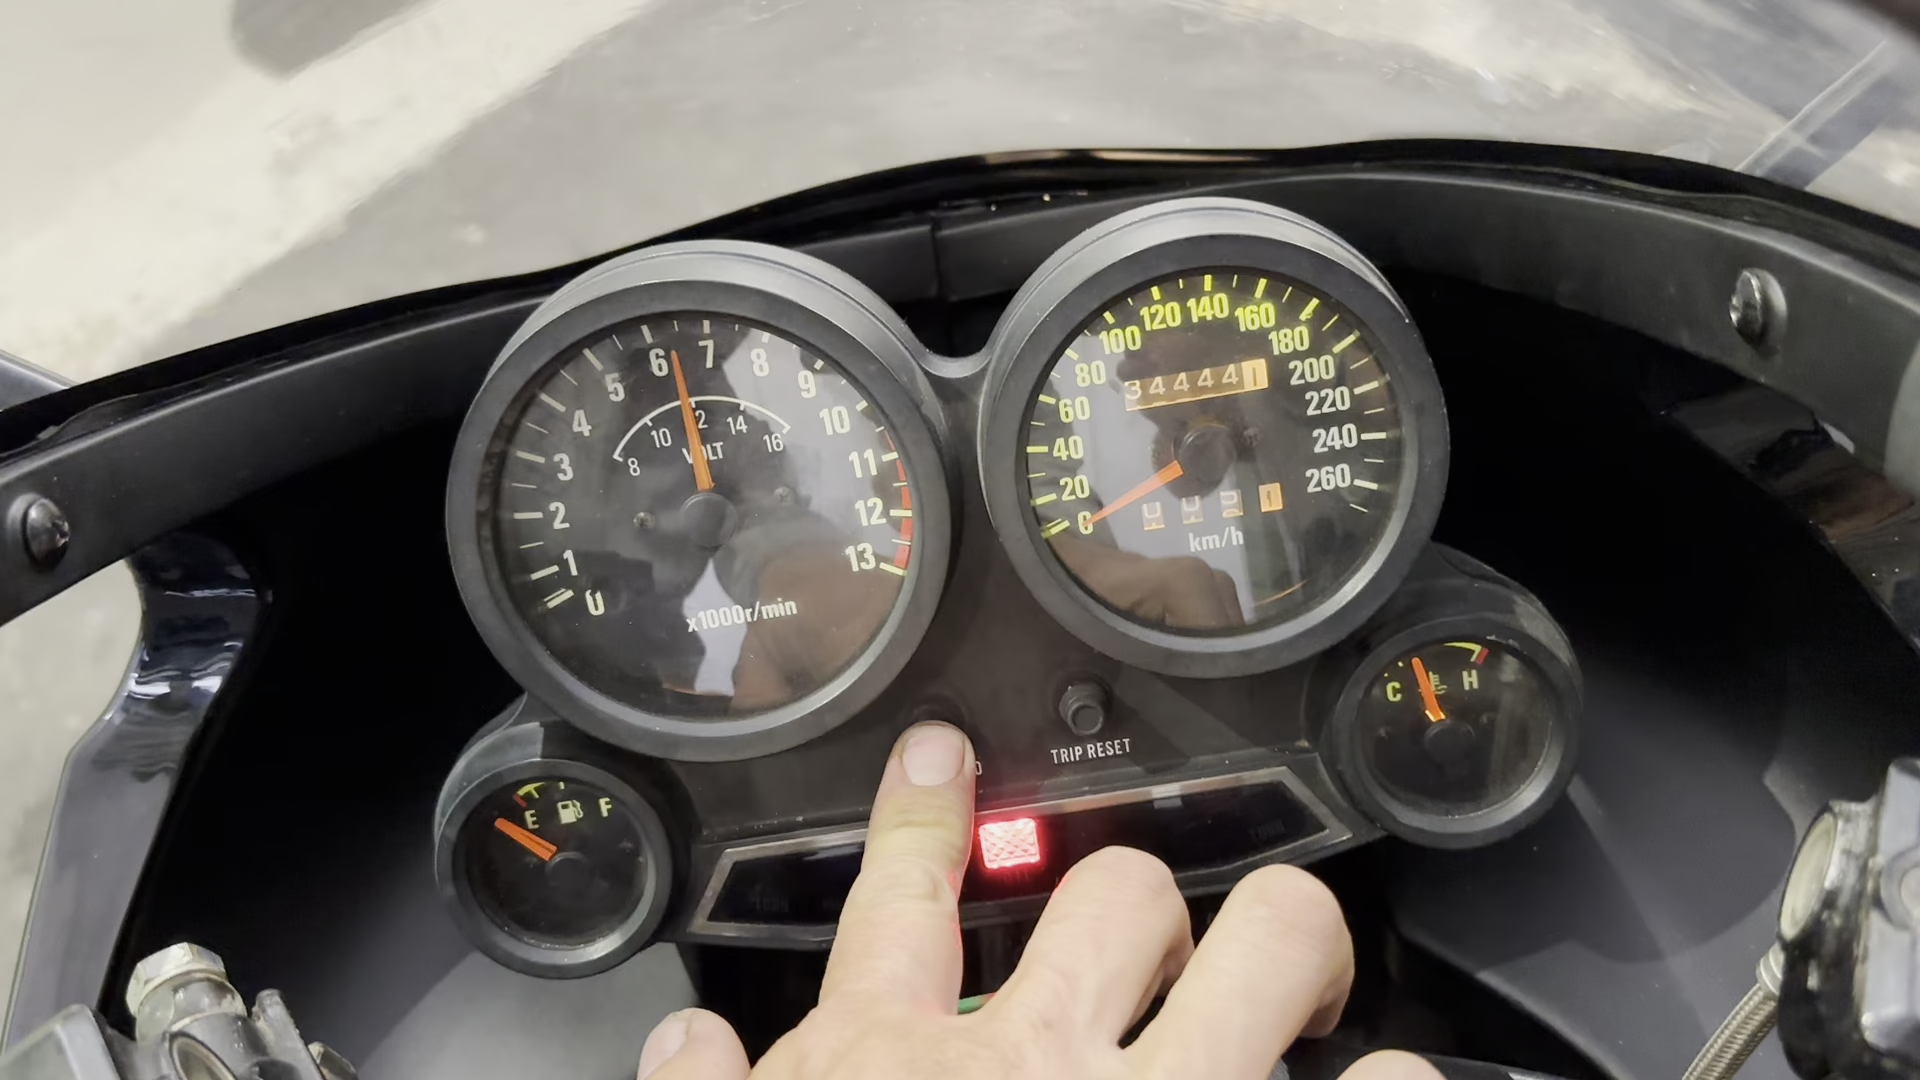 0 1 2 3 4 5 6 7 8 9 10 11 12 13
8 10 12 14 16
VOLT
x1000r/min
0 20 40 60 80 100 120 140 160 180 200 220 240 260
344441
km/h
TRIP RESET
E F
C H